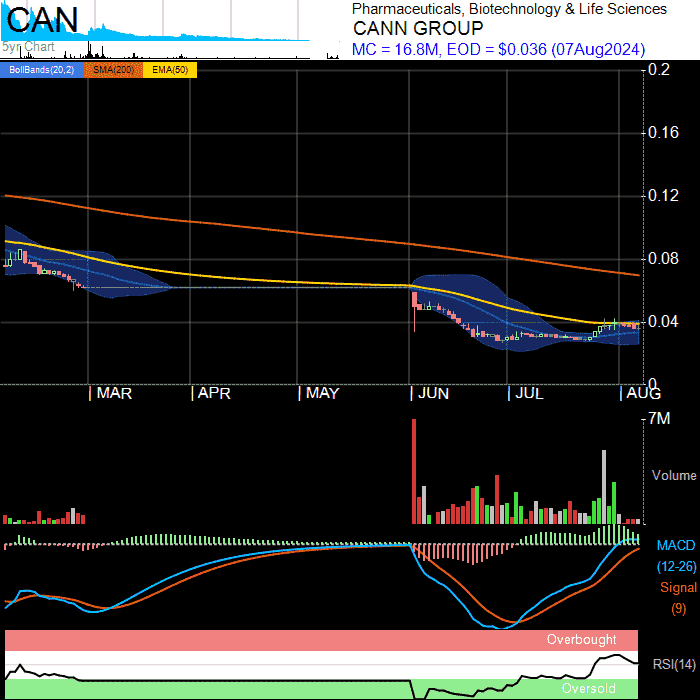 CAN
Pharmaceuticals, Biotechnology & Life Sciences
CANN GROUP
5yr Chart
MC = 16.8M, EOD = $0.036 (07Aug2024)
BollBands(20,2) SMA(200) EMA(50)
0.2
0.16
0.12
0.08
0.04
0
| MAR | APR | MAY | JUN | JUL | AUG
7M
Volume
MACD
(12-26)
Signal
(9)
Overbought
RSI(14)
Oversold